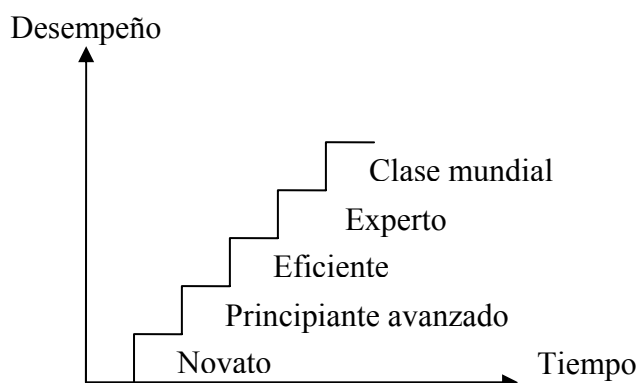 Desempeño
Clase mundial
Experto
Eficiente
Principiante avanzado
Novato
Tiempo